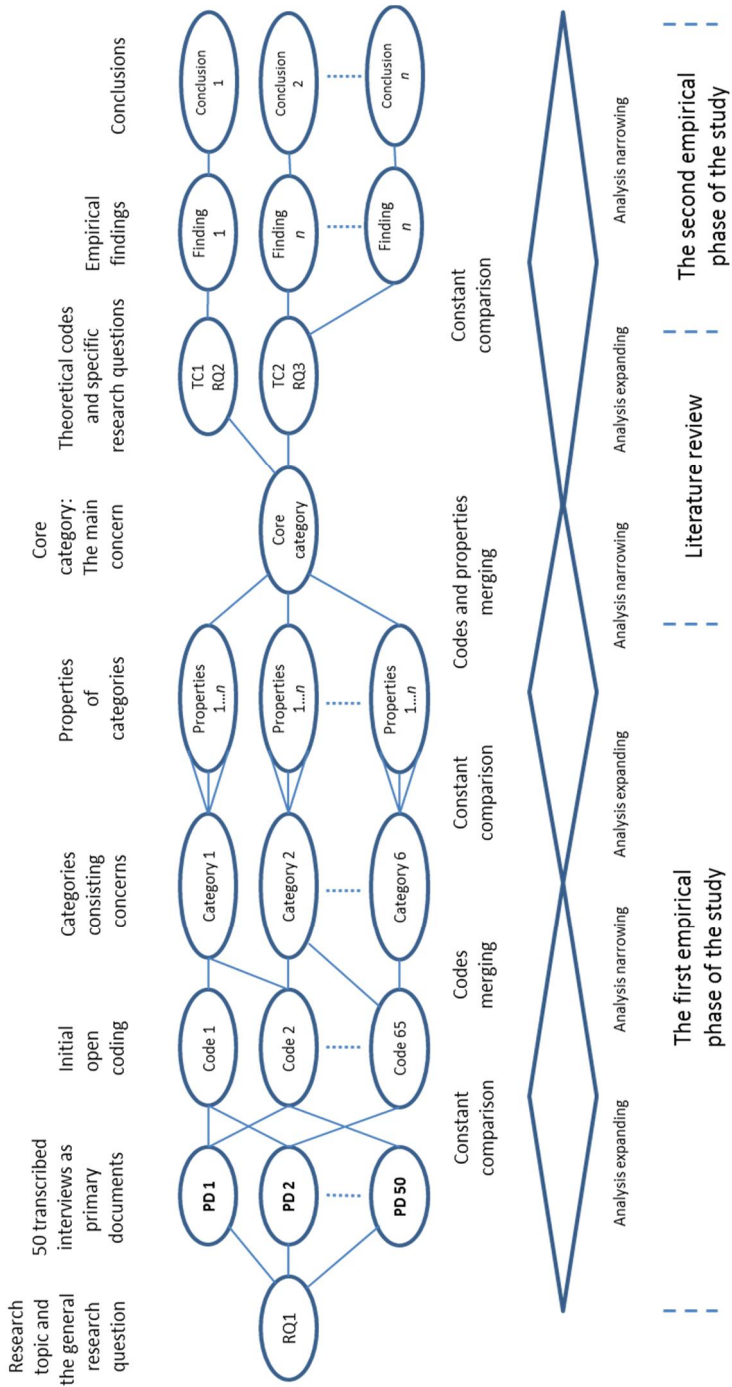 Research
topic and
the general
research
question
50 transcribed
interviews as
primary
documents
Initial
open
coding
Categories
consisting
concerns
Properties
of
categories
Core
category:
The main
concern
Theoretical codes
and specific
research questions
Empirical
findings
Conclusions
RQ1
PD 1
PD 2
PD 50
Code 1
Code 2
Code 65
Category 1
Category 2
Category 6
Properties
1...n
Properties
1...n
Properties
1...n
Core
category
TC1
RQ2
TC2
RQ3
Finding
1
Finding
n
Finding
n
Conclusion
1
Conclusion
2
Conclusion
n
Constant
comparison
Codes
merging
Constant
comparison
Codes and properties
merging
Constant
comparison
Analysis expanding
Analysis narrowing
Analysis expanding
Analysis narrowing
Analysis expanding
Analysis narrowing
The first empirical
phase of the study
Literature review
The second empirical
phase of the study